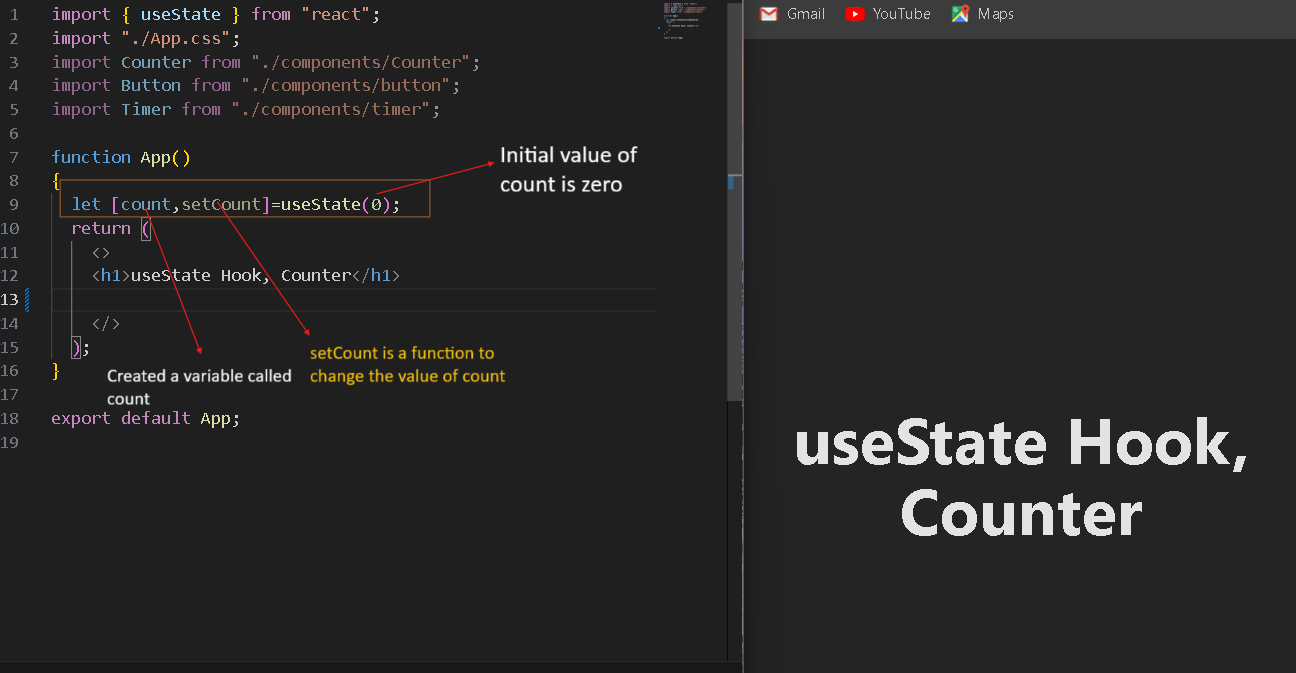 1 import { useState } from "react";
2 import "./App.css";
3 import Counter from "./components/Counter";
4 import Button from "./components/button";
5 import Timer from "./components/timer";
6
7 function App()
8 {
9 let [count,setCount]=useState(0);
10 return (
11 <>
12 <h1>useState Hook, Counter</h1>
13
14 </>
15 );
16 }
17
18 export default App;
19
Initial value of
count is zero
Created a variable called
count
setCount is a function to
change the value of count
Gmail YouTube Maps
useState Hook,
Counter